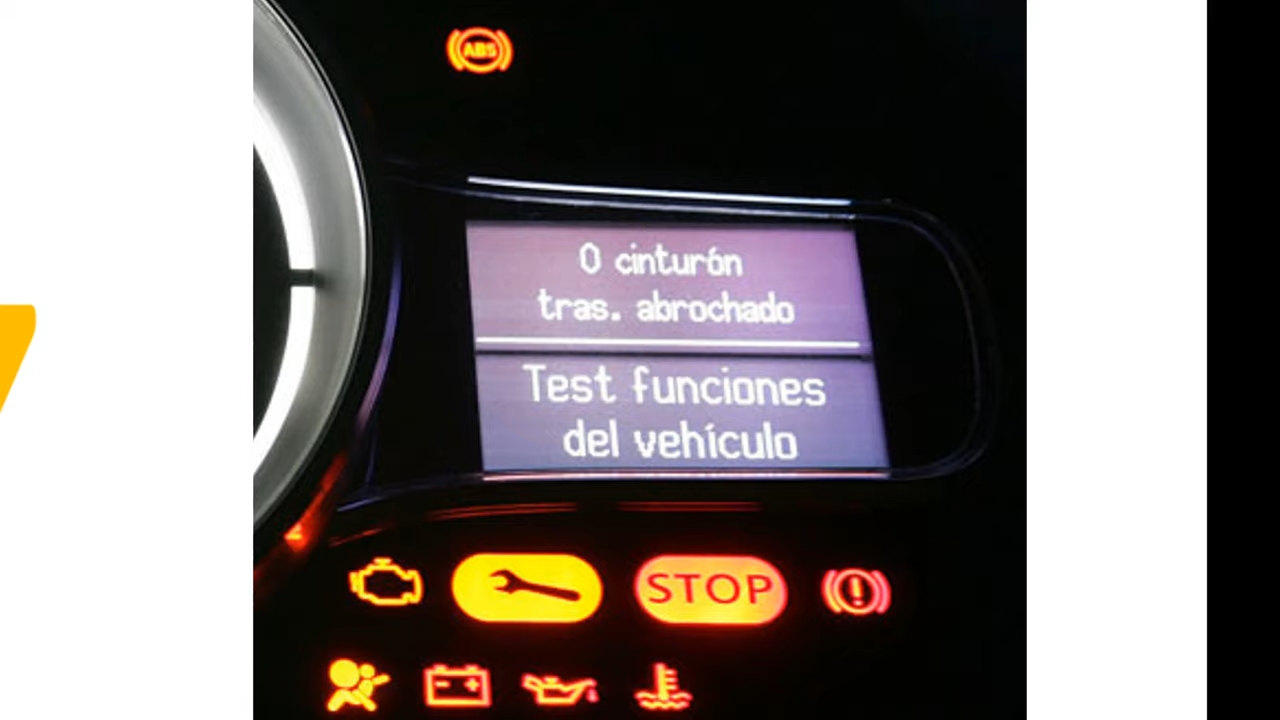 ABS
0 cinturón
tras. abrochado
Test funciones
del vehículo
STOP